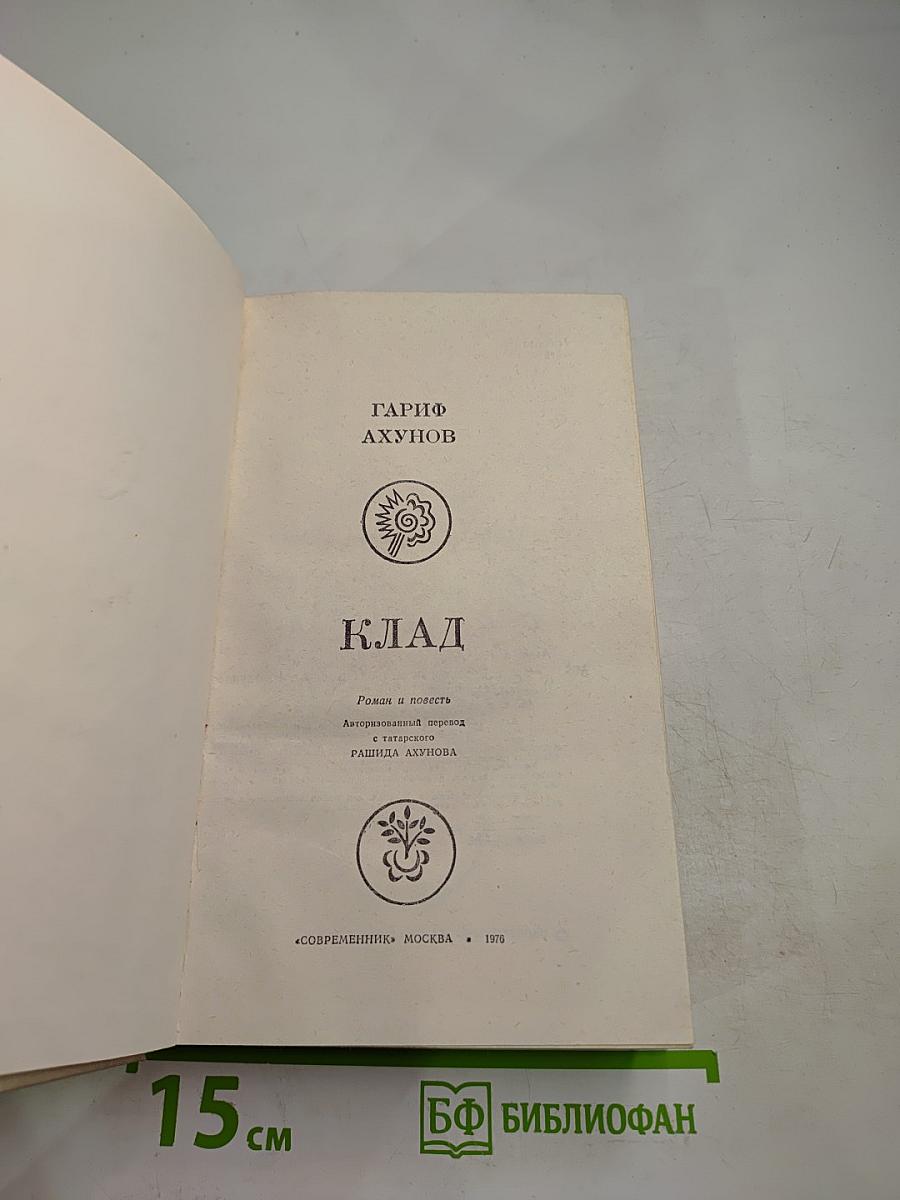 ГАРИФ
АХУНОВ
КЛАД
Роман и повесть
Авторизованный перевод
с татарского
РАШИДА АХУНОВА
«СОВРЕМЕННИК» МОСКВА • 1976
15 см
БФ БИБЛИОФАН